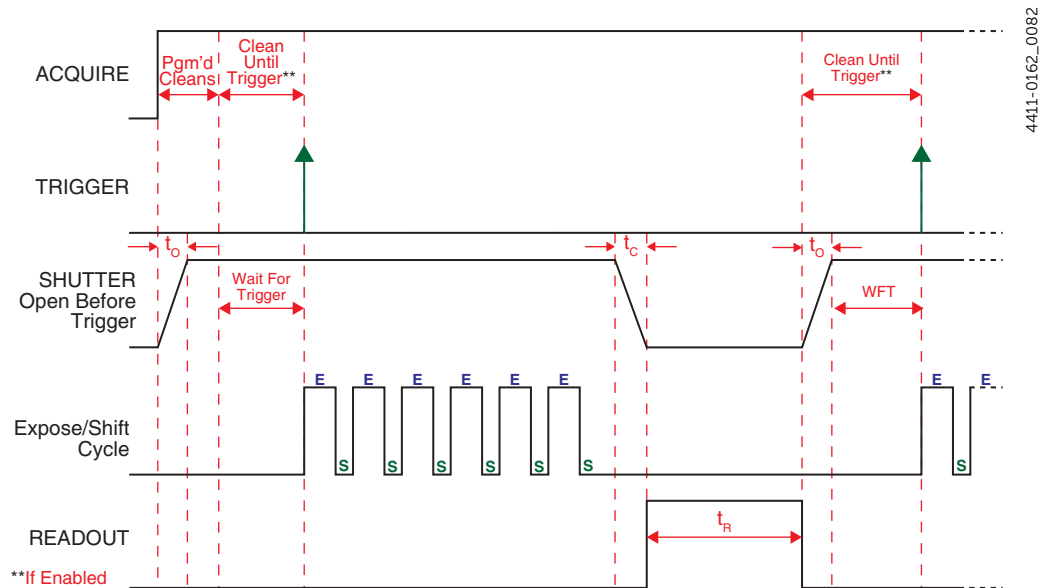 4411-0162_0082
ACQUIRE
Pgm'd
Cleans
Clean
Until
Trigger**
Clean Until
Trigger**
TRIGGER
tO
tC
tO
SHUTTER
Open Before
Trigger
Wait For
Trigger
WFT
E E E E E E E E
Expose/Shift
Cycle
S S S S S S S
READOUT
tR
**If Enabled